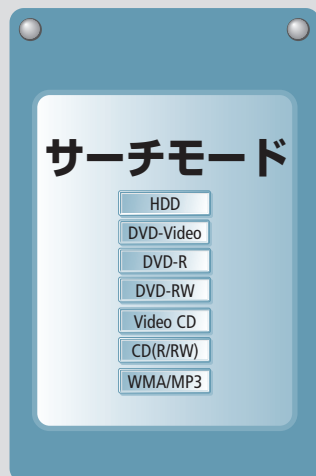 サーチモード
HDD
DVD-Video
DVD-R
DVD-RW
Video CD
CD(R/RW)
WMA/MP3